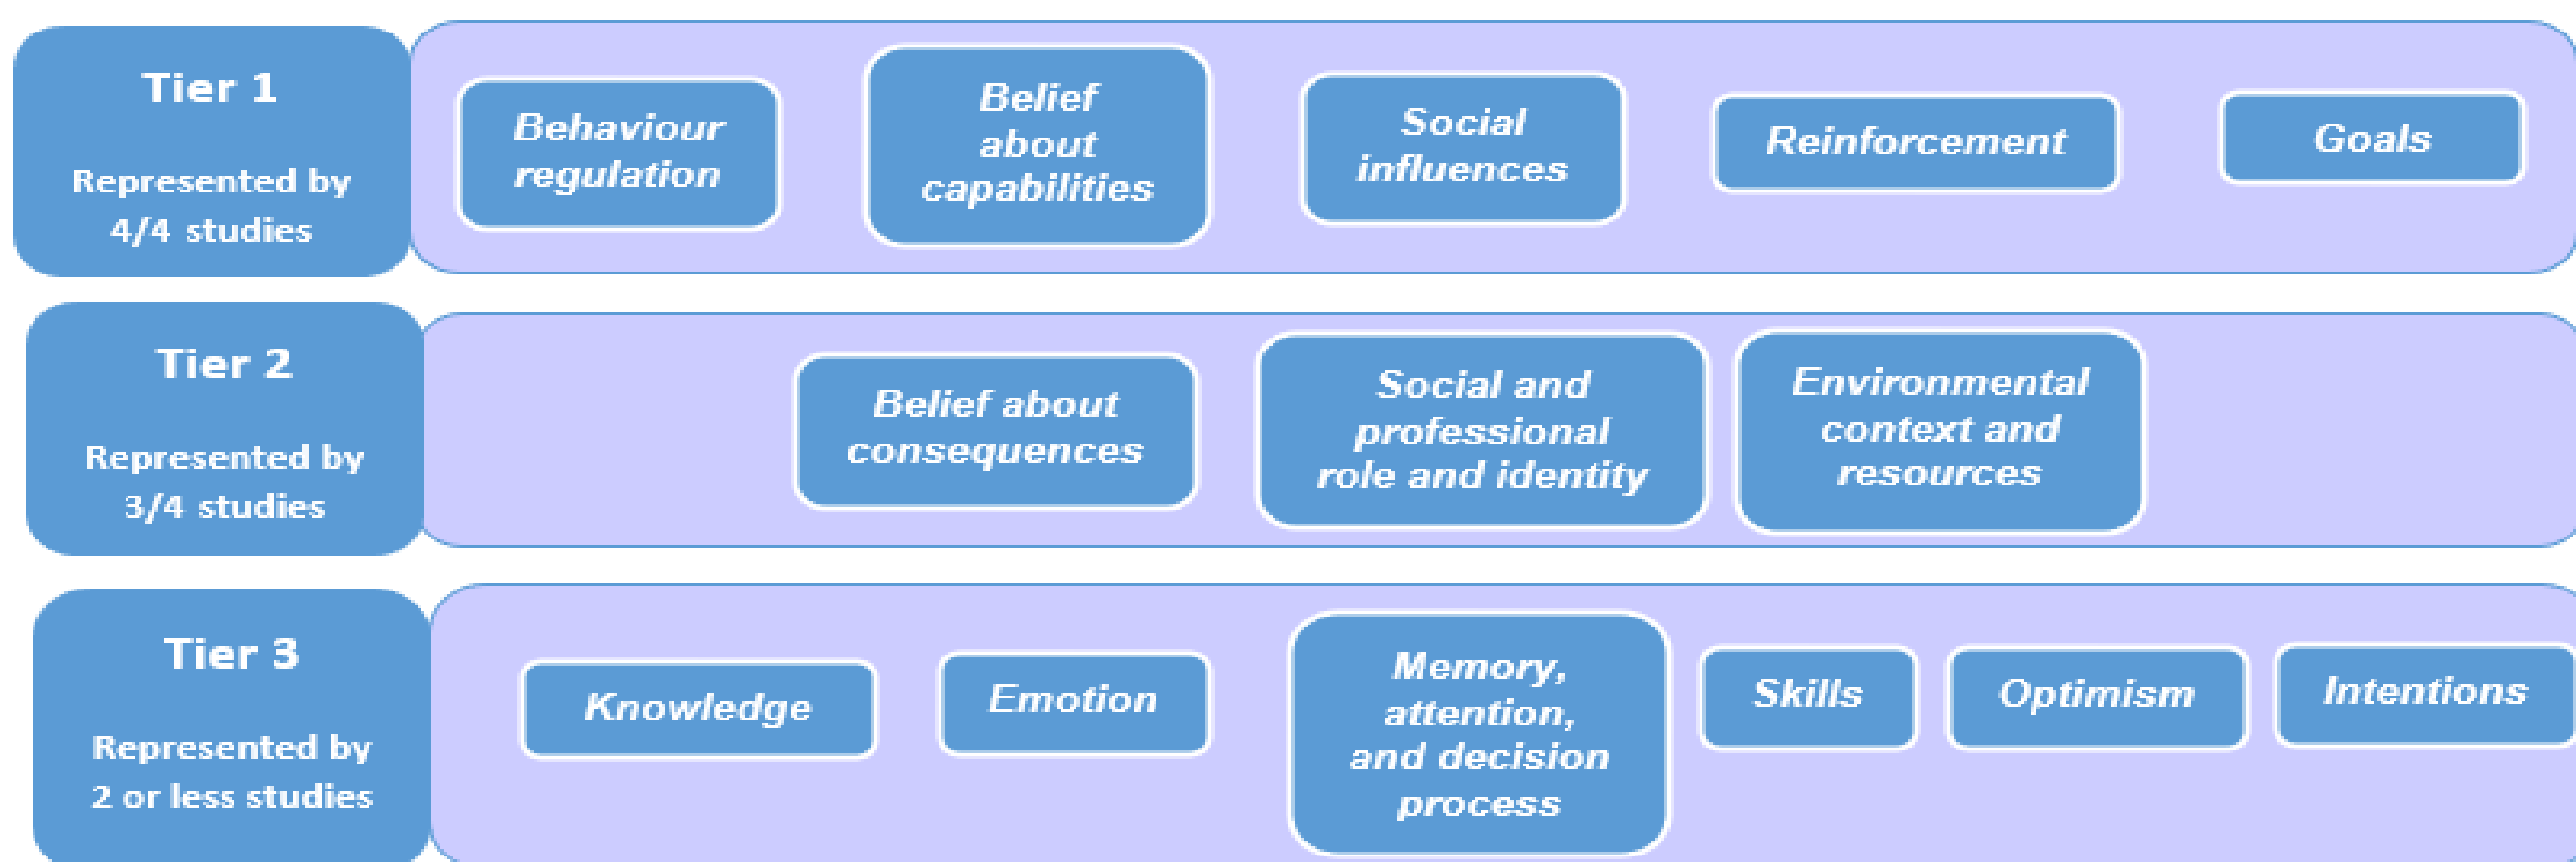 Tier 1
Represented by
4/4 studies
Behaviour
regulation
Belief
about
capabilities
Social
influences
Reinforcement
Goals
Tier 2
Represented by
3/4 studies
Belief about
consequences
Social and
professional
role and identity
Environmental
context and
resources
Tier 3
Represented by
2 or less studies
Knowledge
Emotion
Memory,
attention,
and decision
process
Skills
Optimism
Intentions